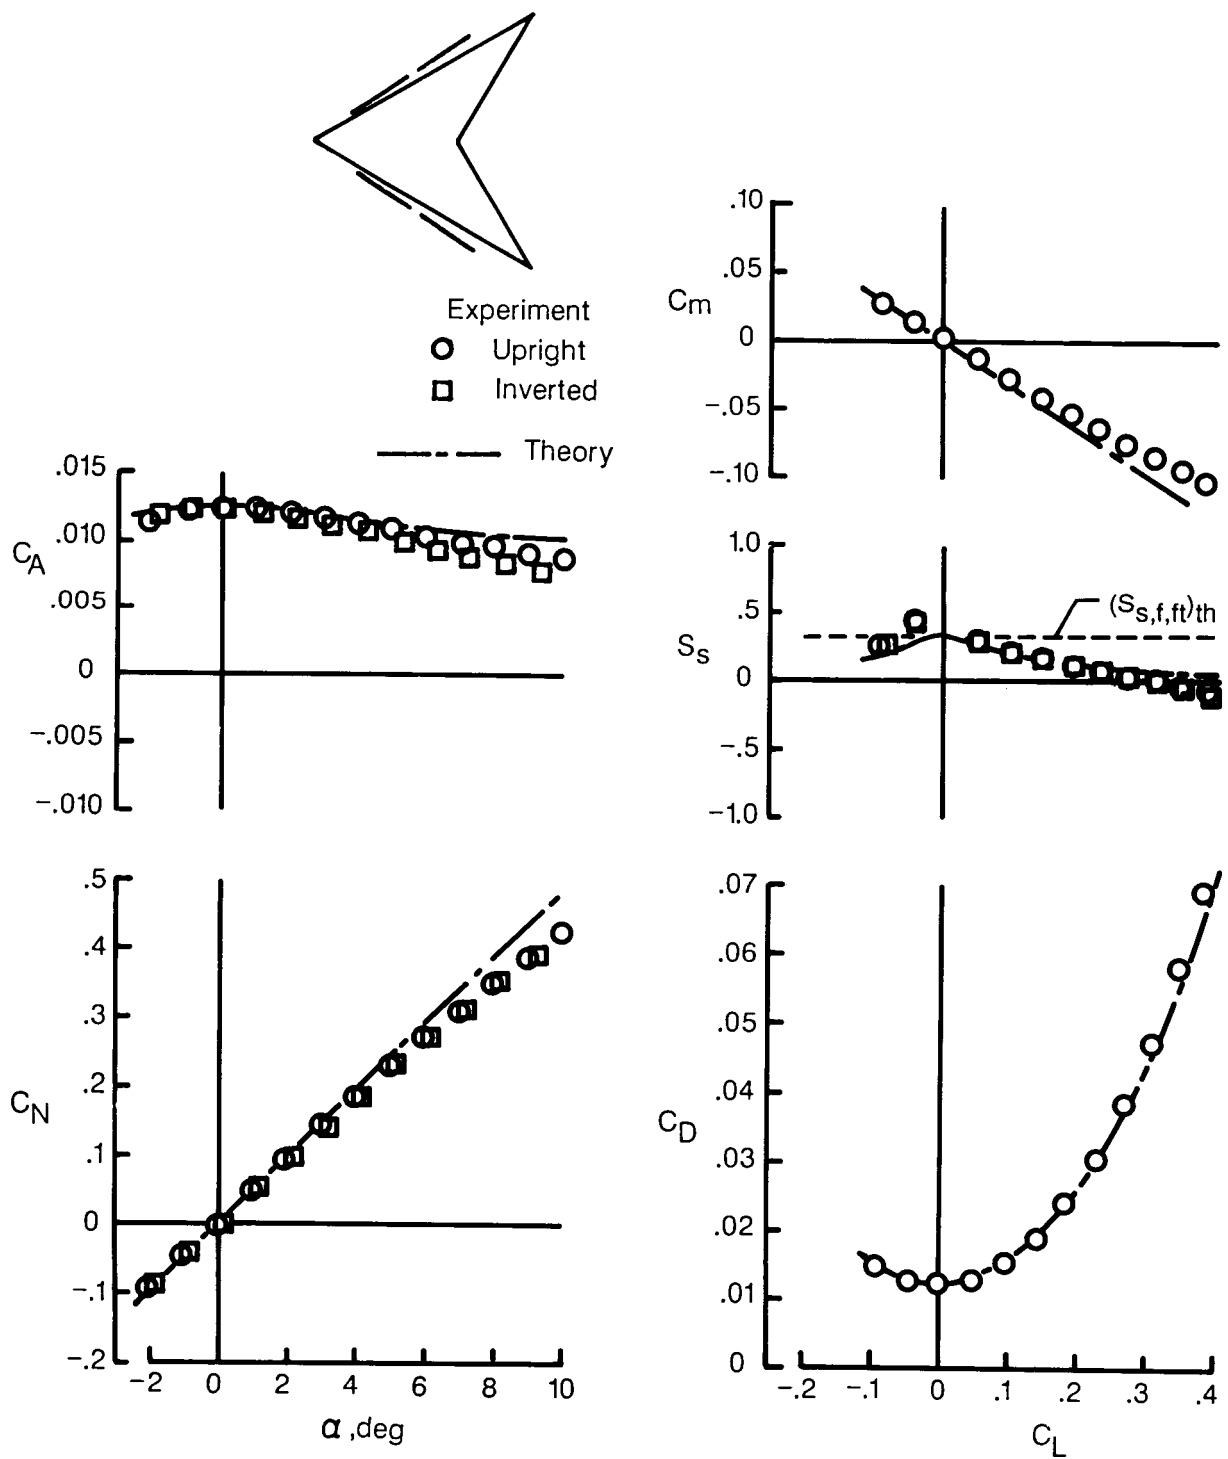 Experiment
Upright
Inverted
Theory
.015
.010
.005
0
-.005
-.010
C_A
.5
.4
.3
.2
.1
0
-.1
-.2
C_N
-2 0 2 4 6 8 10
α, deg
.10
.05
0
-.05
-.10
C_m
1.0
.5
0
-.5
-1.0
S_s
(S_s,f,ft)th
.07
.06
.05
.04
.03
.02
.01
0
C_D
-.2 -.1 0 .1 .2 .3 .4
C_L